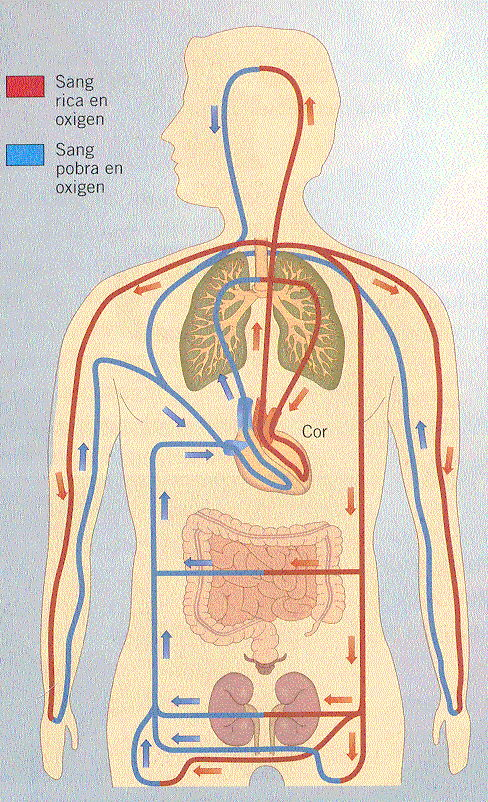 Sang
rica en
oxigen
Sang
pobra en
oxigen
Cor